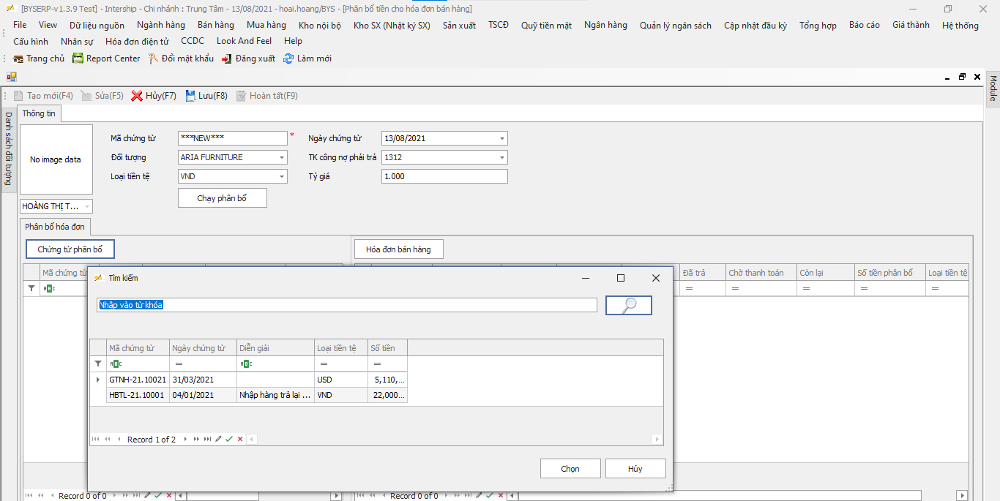 [BYSERP-v1.3.9 Test] - Intership - Chi nhánh : Trung Tâm - 13/08/2021 - hoai.hoang/BYS - [Phân bổ tiền cho hóa đơn bán hàng]
File View Dữ liệu nguồn Ngành hàng Bán hàng Mua hàng Kho nội bộ Kho SX (Nhật ký SX) Sản xuất TSCĐ Quỹ tiền mặt Ngân hàng Quản lý ngân sách Cập nhật đầu kỳ Tổng hợp Báo cáo Giá thành Hệ thống
Cấu hình Nhân sự Hóa đơn điện tử CCDC Look And Feel Help
Trang chủ Report Center Đổi mật khẩu Đăng xuất Làm mới
Module
Tạo mới(F4) Sửa(F5) Hủy(F7) Lưu(F8) Hoàn tất(F9)
Danh sách đối tượng
Thông tin
No image data
Mã chứng từ ***NEW*** * Ngày chứng từ 13/08/2021
Đối tượng ARIA FURNITURE TK công nợ phải trả 1312
Loại tiền tệ VND Tỷ giá 1.000
Chạy phân bổ
HOÀNG THỊ T...
Phân bổ hóa đơn
Chứng từ phân bổ Hóa đơn bán hàng
Mã chứng từ Đã trả Chờ thanh toán Còn lại Số tiền phân bổ Loại tiền tệ
ABC = = = = =
Tìm kiếm
Nhập vào từ khóa
Mã chứng từ Ngày chứng từ Diễn giải Loại tiền tệ Số tiền
ABC = ABC = =
GTNH-21.10021 31/03/2021 USD 5,110,...
HBTL-21.10001 04/01/2021 Nhập hàng trả lại ... VND 22,000...
Record 1 of 2
Chọn Hủy
Record 0 of 0 Record 0 of 0